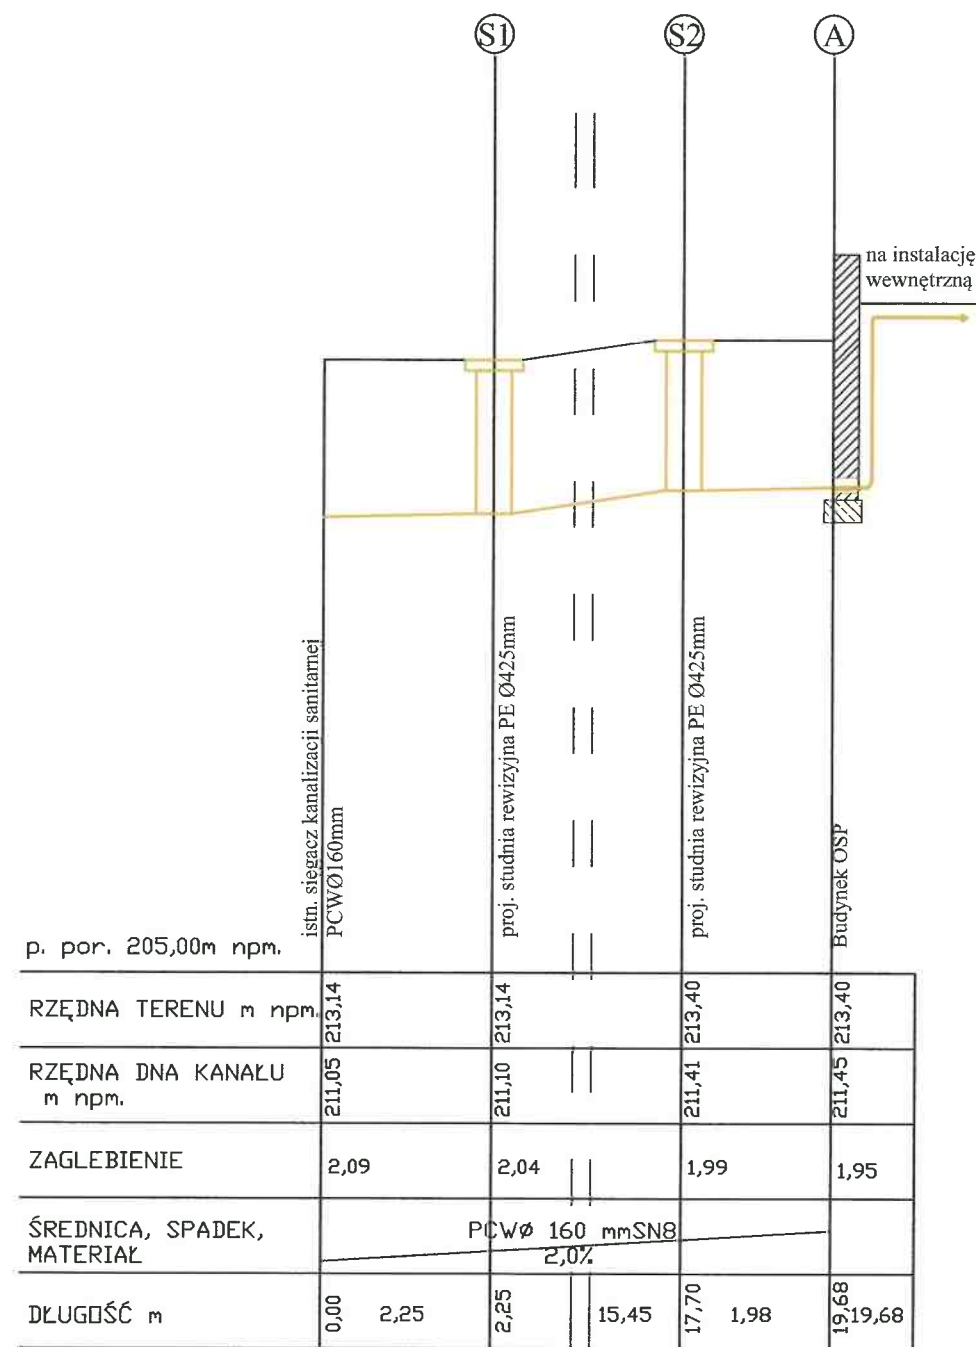 S1
S2
A
na instalację
wewnętrzną
istn. sięgacz kanalizacji sanitarnej
PCWØ160mm
proj. studnia rewizyjna PE Ø425mm
proj. studnia rewizyjna PE Ø425mm
Budynek OSP
p. por. 205,00m npm.
RZĘDNA TERENU m npm. 213,14 213,14 213,40 213,40
RZĘDNA DNA KANAŁU
m npm.
211,05 211,10 211,41 211,45
ZAGLEBIENIE 2,09 2,04 1,99 1,95
ŚREDNICA, SPADEK,
MATERIAŁ
PCWØ 160 mmSN8
2,0%
DŁUGOŚĆ m 0,00 2,25 2,25 15,45 17,70 1,98 19,68 19,68